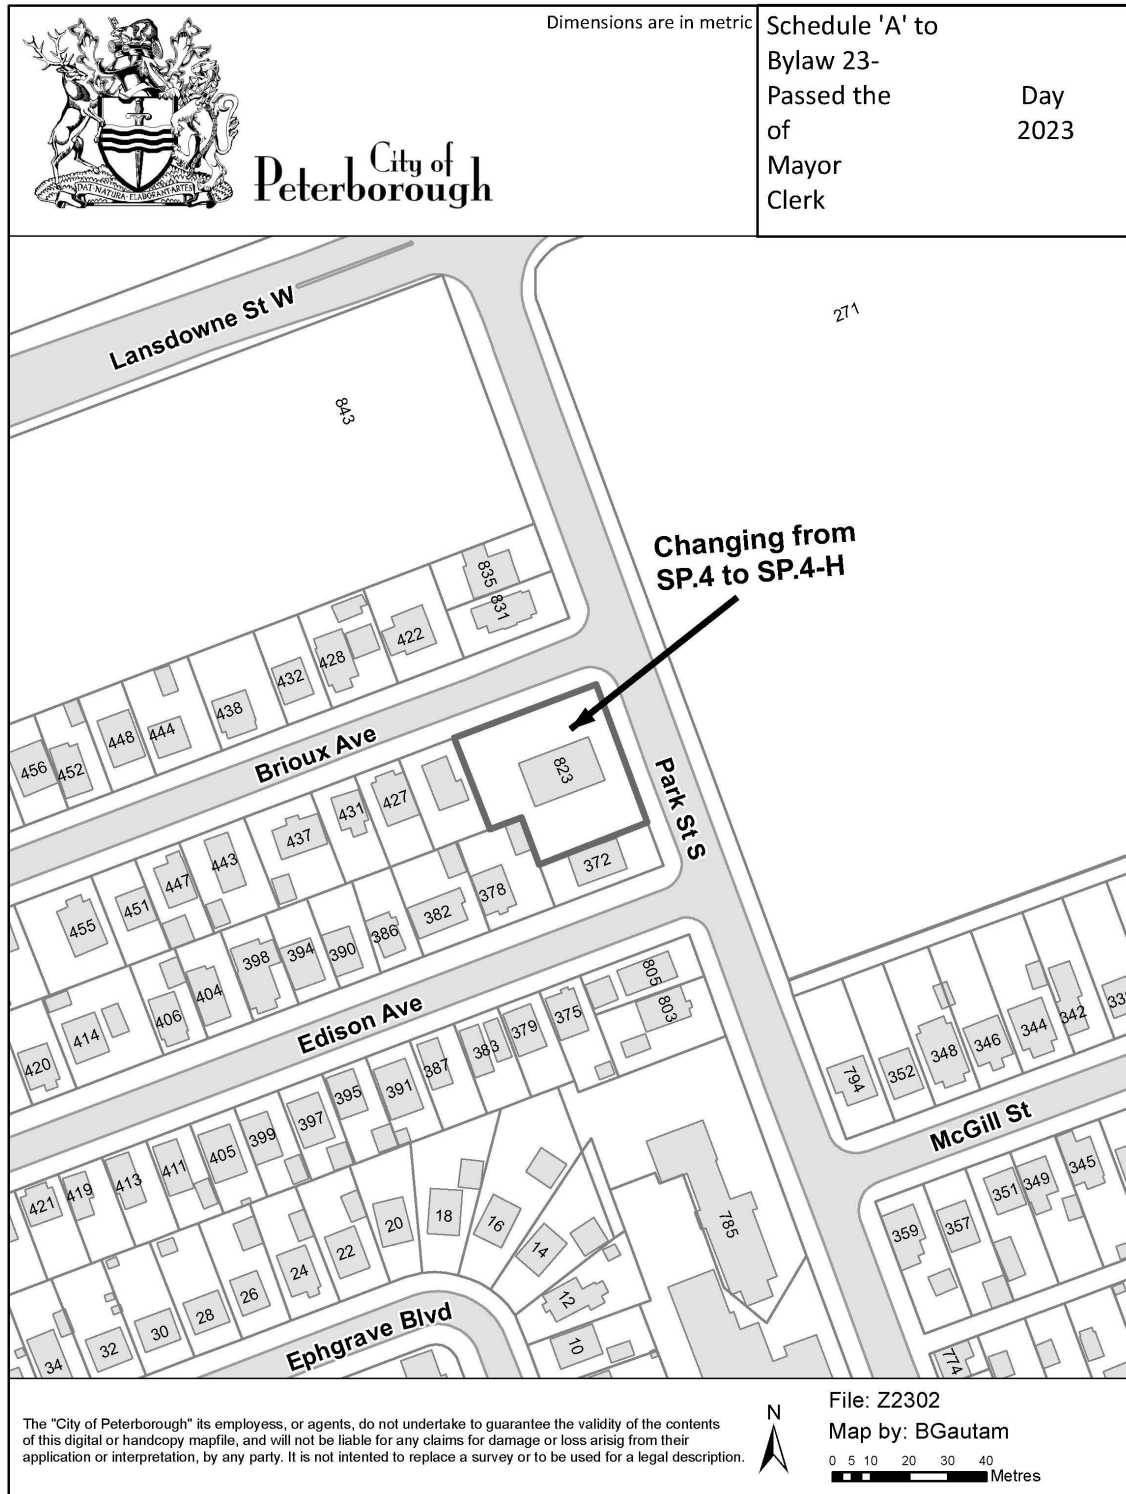 Dimensions are in metric
Schedule 'A' to
Bylaw 23-
Passed the Day
of 2023
Mayor
Clerk
DAT·NATURA·ELABORANT·ARTES
City of
Peterborough
Lansdowne St W
271
843
Changing from
SP.4 to SP.4-H
835
831
422
428
432
438
444
448
452
456
Brioux Ave
823
Park St S
427
431
437
443
447
451
455
372
378
382
386
390
394
398
404
406
414
420
Edison Ave
805
803
375
379
383
387
391
395
397
399
405
411
413
419
421
794
352
348
346
344
342
McGill St
345
349
351
357
359
785
774
18
20
22
24
26
28
30
32
34
16
14
12
10
Ephgrave Blvd
The "City of Peterborough" its employess, or agents, do not undertake to guarantee the validity of the contents
of this digital or handcopy mapfile, and will not be liable for any claims for damage or loss arisig from their
application or interpretation, by any party. It is not intended to replace a survey or to be used for a legal description.
N
File: Z2302
Map by: BGautam
0 5 10 20 30 40
Metres